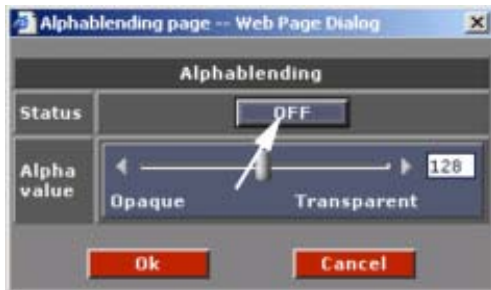 Alphablending page -- Web Page Dialog
Alphablending
Status
OFF
Alpha value
128
Opaque
Transparent
Ok
Cancel